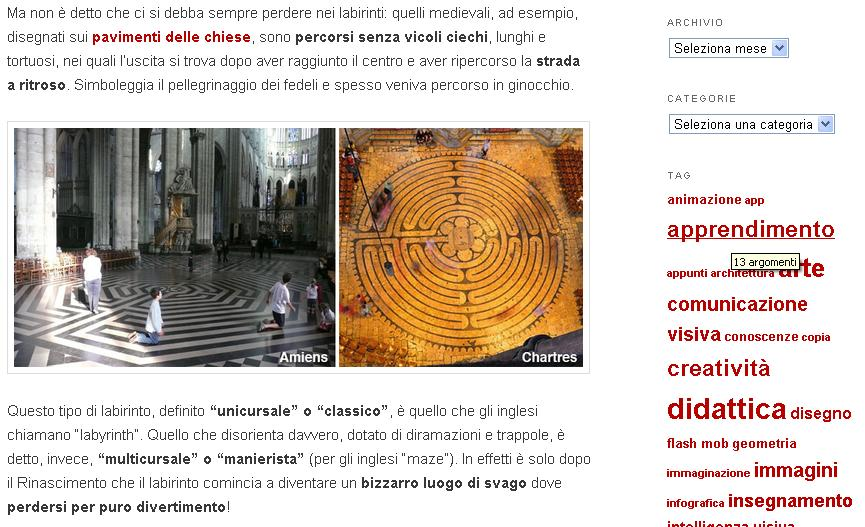 Ma non è detto che ci si debba sempre perdere nei labirinti: quelli medievali, ad esempio,
disegnati sui pavimenti delle chiese, sono percorsi senza vicoli ciechi, lunghi e
tortuosi, nei quali l'uscita si trova dopo aver raggiunto il centro e aver ripercorso la strada
a ritroso. Simboleggia il pellegrinaggio dei fedeli e spesso veniva percorso in ginocchio.
Amiens
Chartres
Questo tipo di labirinto, definito "unicursale" o "classico", è quello che gli inglesi
chiamano "labyrinth". Quello che disorienta davvero, dotato di diramazioni e trappole, è
detto, invece, "multicursale" o "manierista" (per gli inglesi "maze"). In effetti è solo dopo
il Rinascimento che il labirinto comincia a diventare un bizzarro luogo di svago dove
perdersi per puro divertimento!
ARCHIVIO
Seleziona mese
CATEGORIE
Seleziona una categoria
TAG
animazione app
apprendimento
13 argomenti
appunti architettura arte
comunicazione
visiva conoscenze copia
creatività
didattica disegno
flash mob geometria
immaginazione immagini
infografica insegnamento
intelligenza visiva